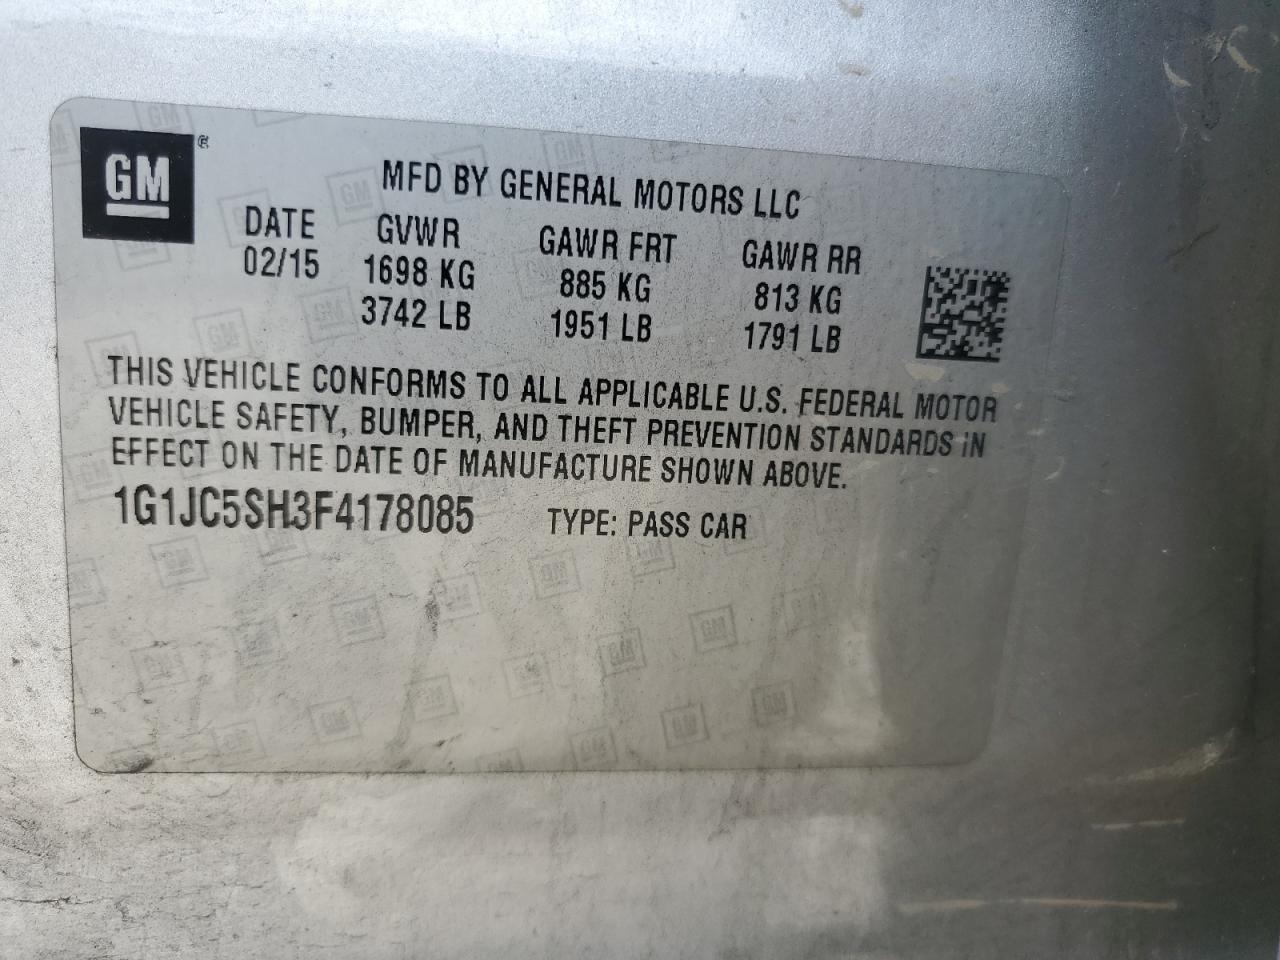 GM
MFD BY GENERAL MOTORS LLC
DATE GVWR GAWR FRT GAWR RR
02/15 1698 KG 885 KG 813 KG
3742 LB 1951 LB 1791 LB
THIS VEHICLE CONFORMS TO ALL APPLICABLE U.S. FEDERAL MOTOR
VEHICLE SAFETY, BUMPER, AND THEFT PREVENTION STANDARDS IN
EFFECT ON THE DATE OF MANUFACTURE SHOWN ABOVE.
1G1JC5SH3F4178085 TYPE: PASS CAR